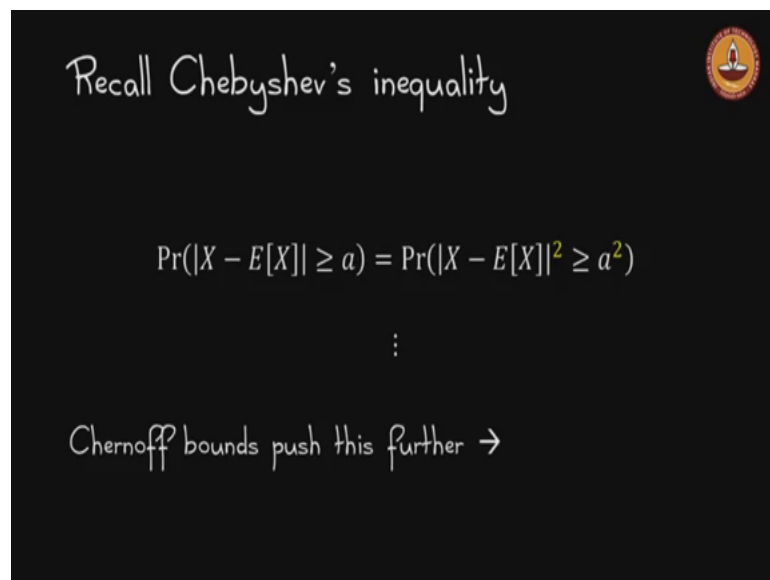 Recall Chebyshev's inequality
Pr(|X − E[X]| ≥ a) = Pr(|X − E[X]|² ≥ a²)
⋮
Chernoff bounds push this further →